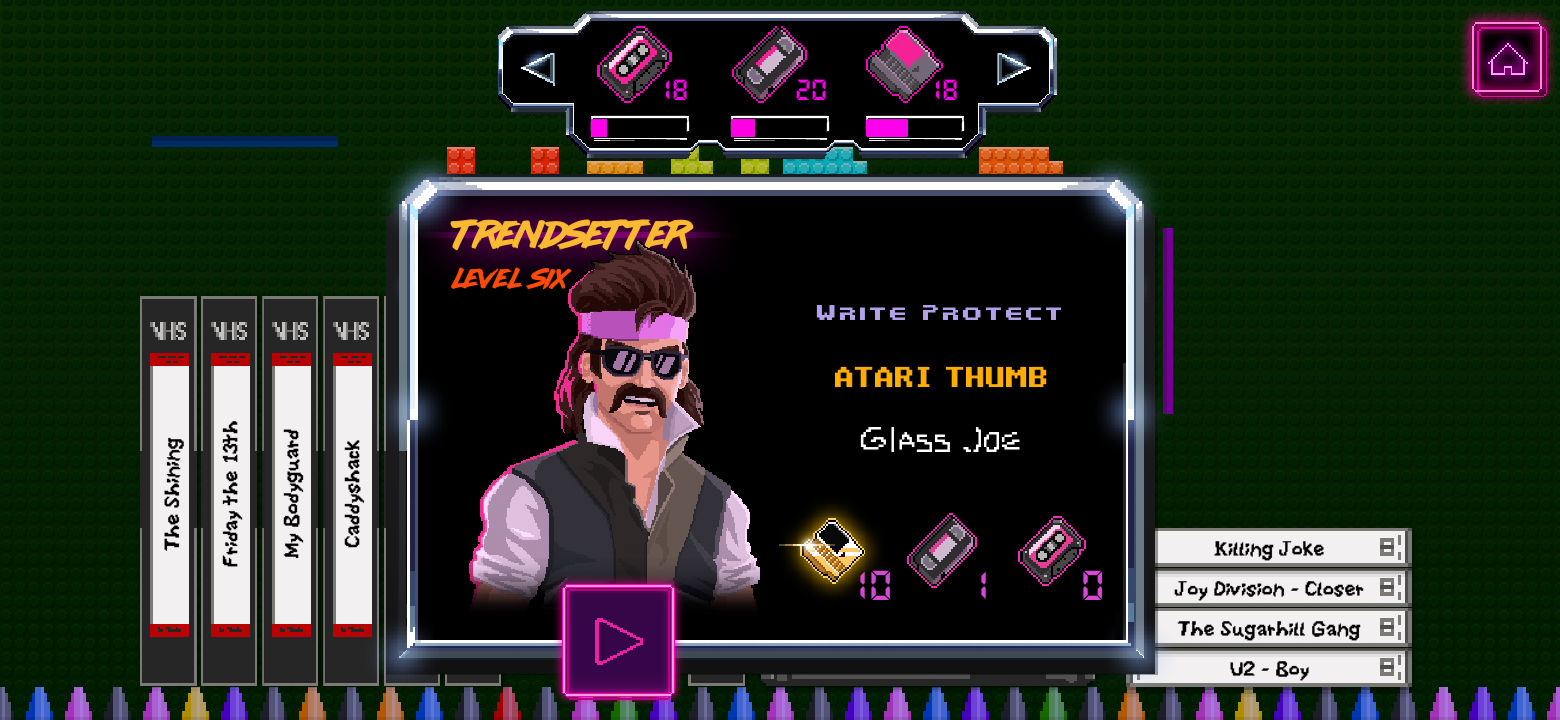 18
20
18
TRENDSETTER
LEVEL SIX
WRITE PROTECT
ATARI THUMB
GLASS JOE
10
1
0
VHS
VHS
VHS
VHS
The Shining
Friday the 13th
My Bodyguard
Caddyshack
Killing Joke
Joy Division - Closer
The Sugarhill Gang
U2 - Boy